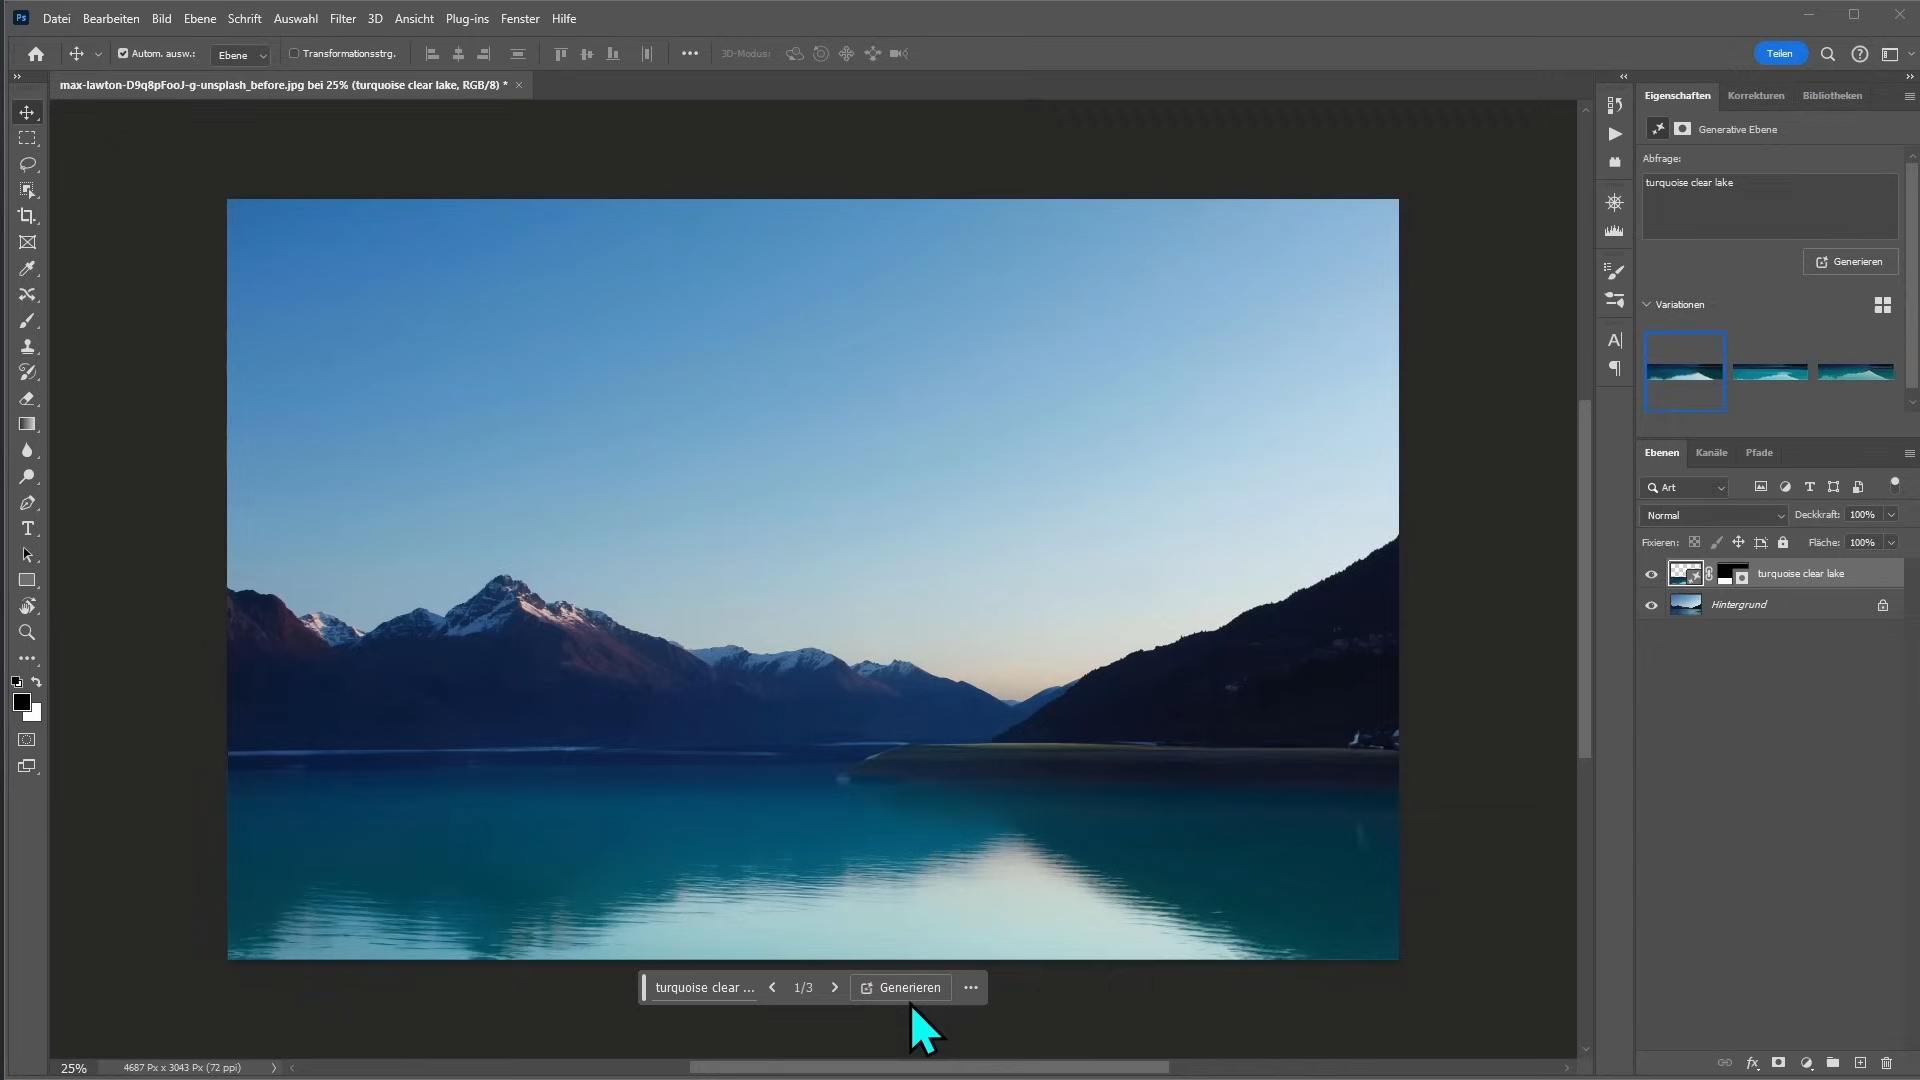 Ps Datei Bearbeiten Bild Ebene Schrift Auswahl Filter 3D Ansicht Plug-ins Fenster Hilfe
Autom. ausw.: Ebene Transformationsstrg. 3D-Modus: Teilen
max-lawton-D9q8pFooJ-g-unsplash_before.jpg bei 25% (turquoise clear lake, RGB/8) *
Eigenschaften Korrekturen Bibliotheken
Generative Ebene
Abfrage:
turquoise clear lake
Generieren
Variationen
Ebenen Kanäle Pfade
Art
Normal Deckkraft: 100%
Fixieren: Fläche: 100%
turquoise clear lake
Hintergrund
turquoise clear ... 1/3 Generieren
25% 4687 Px x 3043 Px (72 ppi)